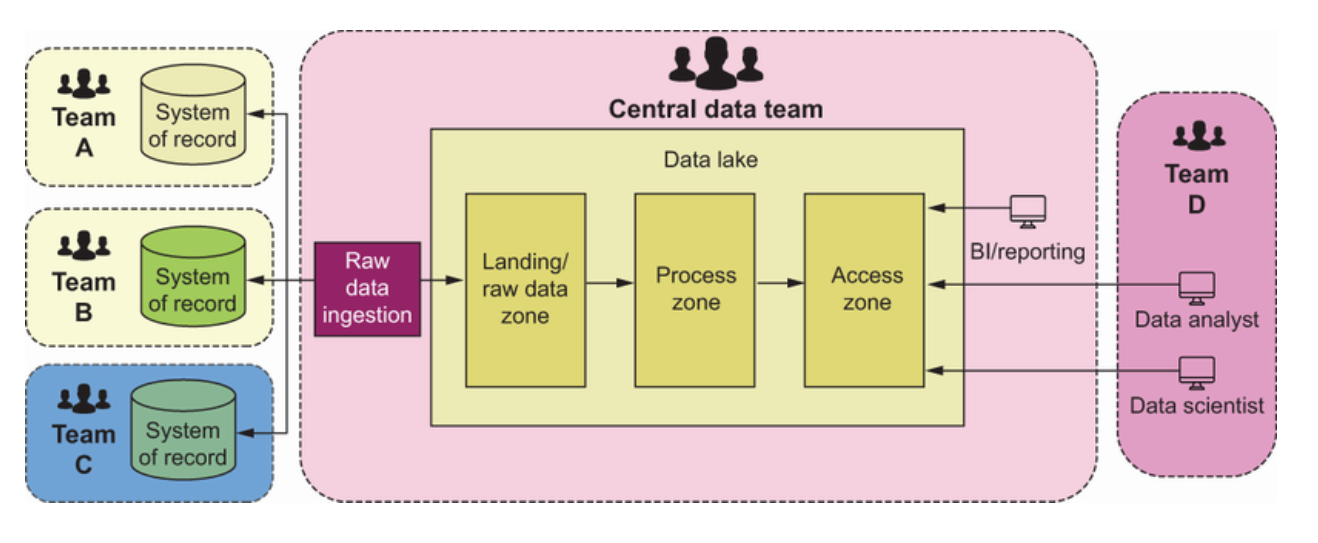 Team
A
System
of record
Team
B
System
of record
Team
C
System
of record
Central data team
Data lake
Raw
data
ingestion
Landing/
raw data
zone
Process
zone
Access
zone
BI/reporting
Team
D
Data analyst
Data scientist